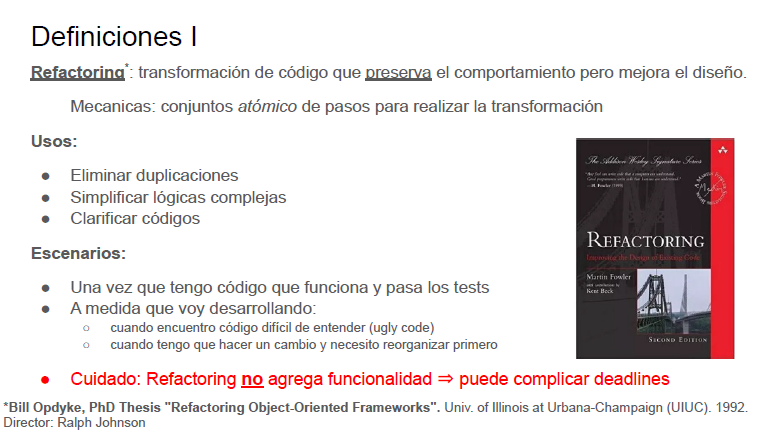 Definiciones I
Refactoring*: transformación de código que preserva el comportamiento pero mejora el diseño.
Mecanicas: conjuntos atómico de pasos para realizar la transformación
Usos:
● Eliminar duplicaciones
● Simplificar lógicas complejas
● Clarificar códigos
Escenarios:
● Una vez que tengo código que funciona y pasa los tests
● A medida que voy desarrollando:
○ cuando encuentro código difícil de entender (ugly code)
○ cuando tengo que hacer un cambio y necesito reorganizar primero
● Cuidado: Refactoring no agrega funcionalidad ⇒ puede complicar deadlines
*Bill Opdyke, PhD Thesis "Refactoring Object-Oriented Frameworks". Univ. of Illinois at Urbana-Champaign (UIUC). 1992.
Director: Ralph Johnson
The Addison Wesley Signature Series
REFACTORING
Improving the Design of Existing Code
Martin Fowler
with contributions by
Kent Beck
SECOND EDITION